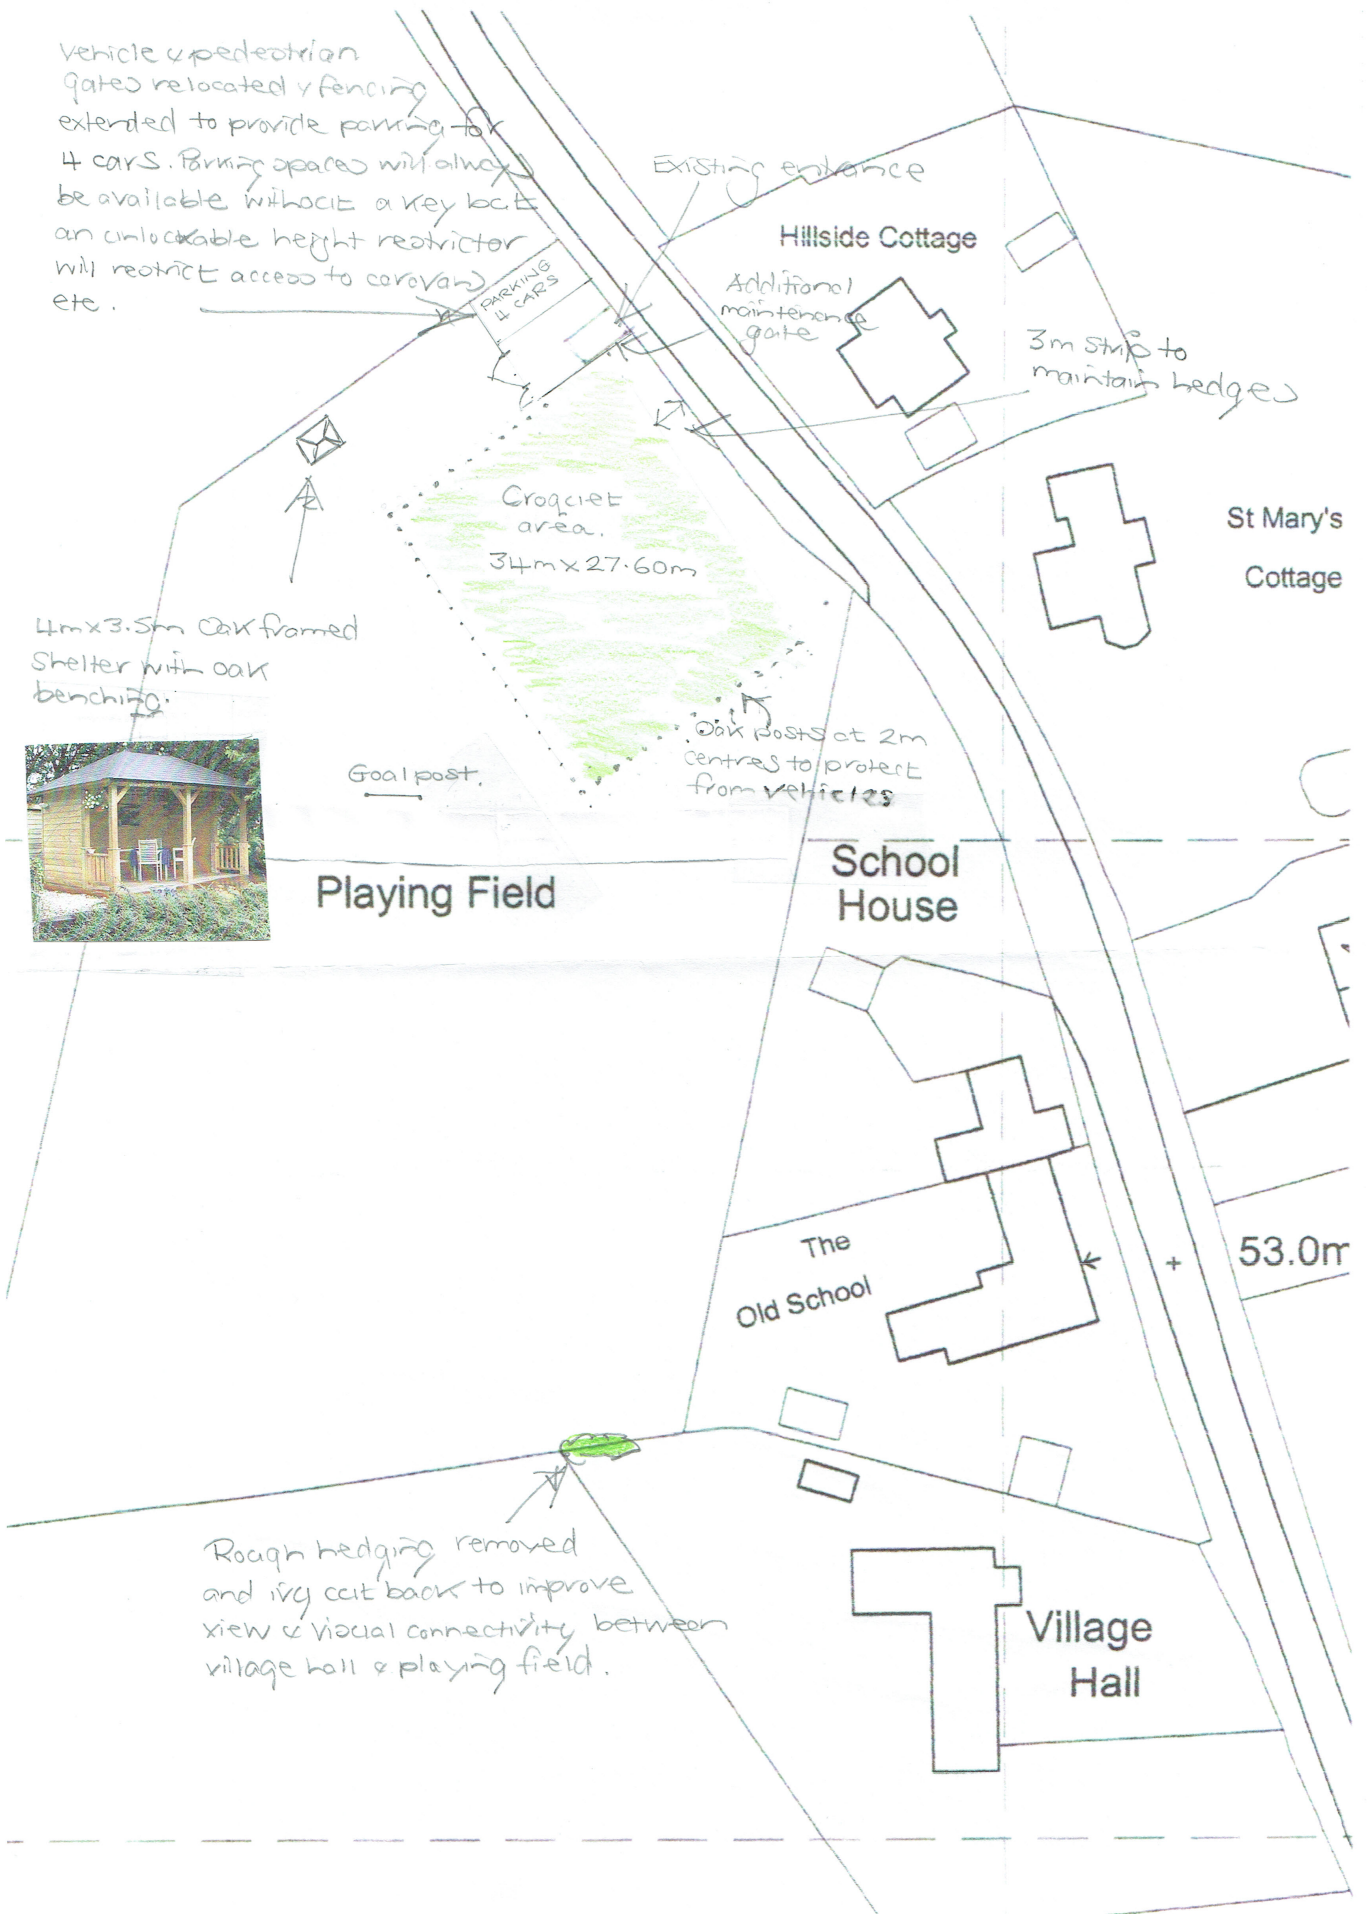 Vehicle & pedestrian
gates relocated & fencing
extended to provide parking for
4 cars. Parking spaces will always
be available without a key but
an unlockable height restrictor
will restrict access to caravans
etc.
Existing entrance
Hillside Cottage
PARKING
4 CARS
Additional
maintenance
gate
3m strip to
maintain hedges
Croquet
area.
34m x 27.60m
St Mary's
Cottage
4m x 3.5m Oak framed
Shelter with oak
benching.
Goal post.
Oak posts at 2m
centres to protect
from vehicles
Playing Field
School
House
The
Old School
53.0m
Rough hedging removed
and ivy cut back to improve
view & visual connectivity between
village hall & playing field.
Village
Hall